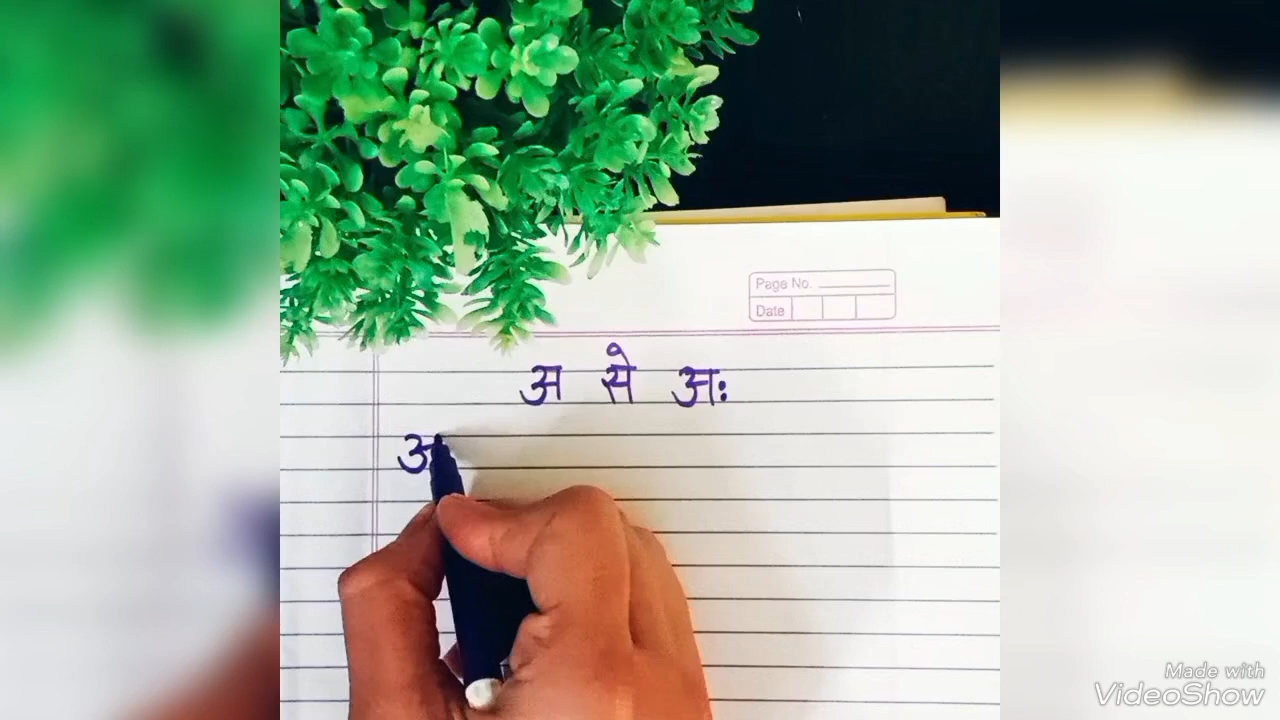 Page No.
Date
अ से अः
अ
Made with
VideoShow